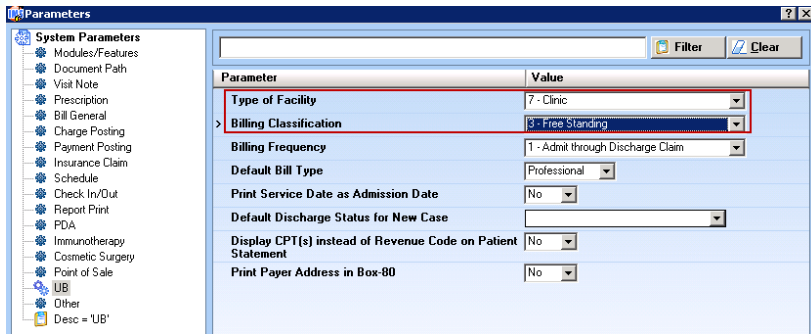 Parameters
System Parameters
Modules/Features
Document Path
Visit Note
Prescription
Bill General
Charge Posting
Payment Posting
Insurance Claim
Schedule
Check In/Out
Report Print
PDA
Immunotherapy
Cosmetic Surgery
Point of Sale
UB
Other
Desc = 'UB'
Filter Clear
Parameter Value
Type of Facility 7 - Clinic
Billing Classification 3 - Free Standing
Billing Frequency 1 - Admit through Discharge Claim
Default Bill Type Professional
Print Service Date as Admission Date No
Default Discharge Status for New Case
Display CPT(s) instead of Revenue Code on Patient No
Statement
Print Payer Address in Box-80 No